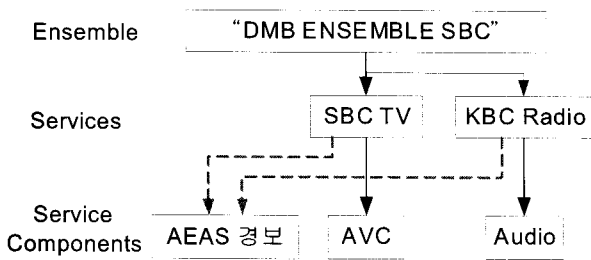 Ensemble
“DMB ENSEMBLE SBC”
Services
SBC TV
KBC Radio
Service
Components
AEAS 경보
AVC
Audio